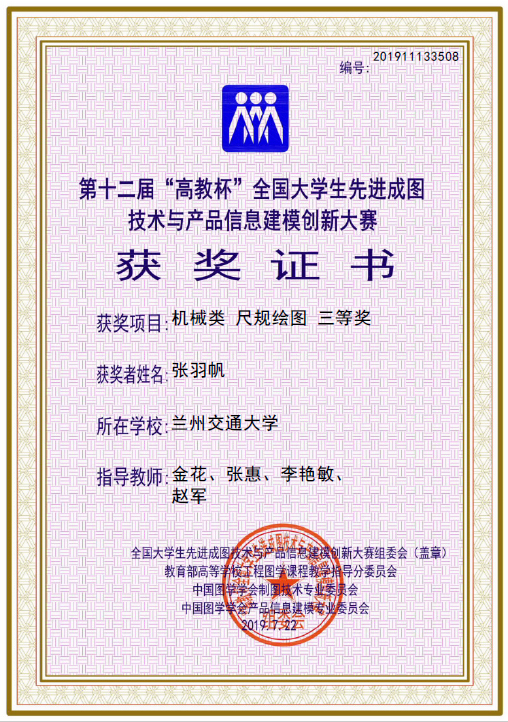 编号: 201911133508
第十二届“高教杯”全国大学生先进成图
技术与产品信息建模创新大赛
获奖证书
获奖项目: 机械类 尺规绘图 三等奖
获奖者姓名: 张羽帆
所在学校: 兰州交通大学
指导教师: 金花、张惠、李艳敏、
赵军
全国大学生先进成图技术与产品信息建模创新大赛组委会（盖章）
教育部高等学校工程图学课程教学指导分委员会
中国图学学会制图技术专业委员会
中国图学学会产品信息建模专业委员会
2019.7.22
组委会